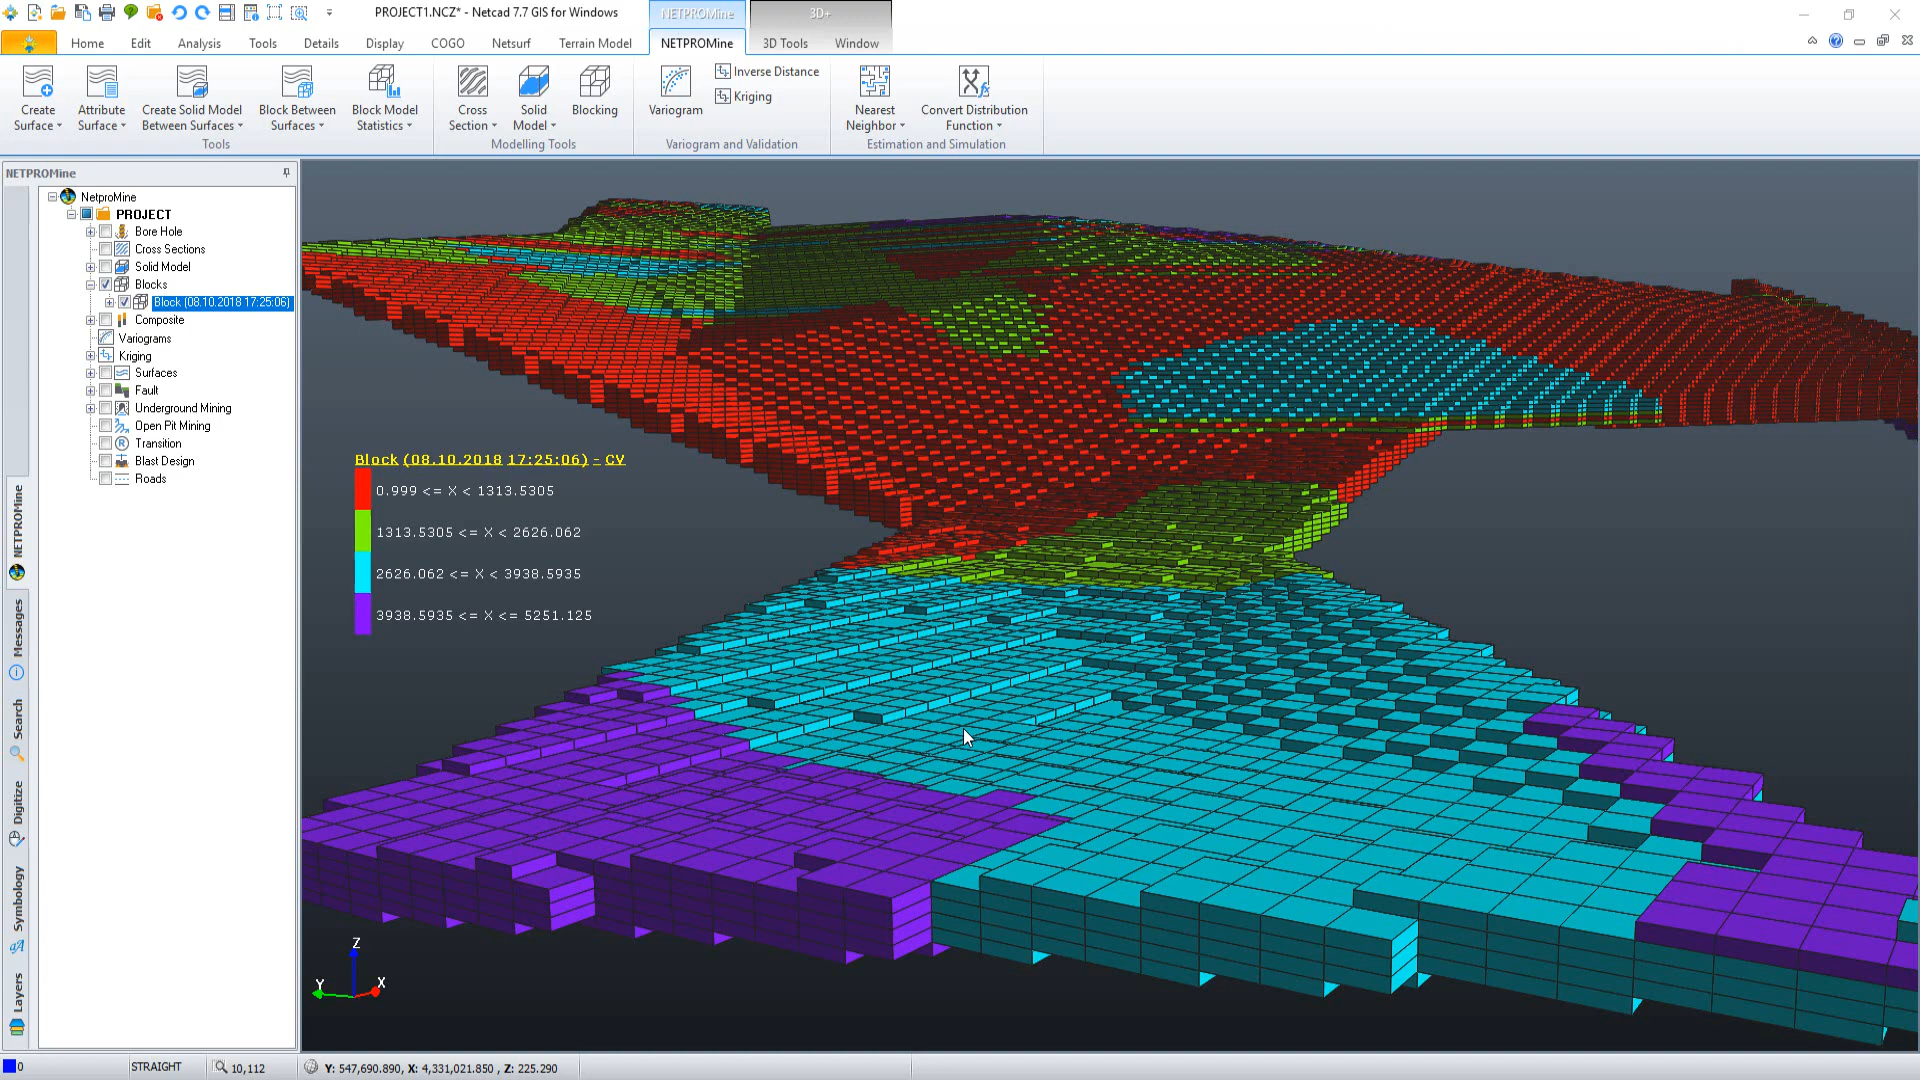 PROJECT1.NCZ* - Netcad 7.7 GIS for Windows
NETPROMine
3D+
Home
Edit
Analysis
Tools
Details
Display
COGO
Netsurf
Terrain Model
NETPROMine
3D Tools
Window
Create Surface
Attribute Surface
Create Solid Model Between Surfaces
Block Between Surfaces
Block Model Statistics
Tools
Cross Section
Solid Model
Blocking
Modelling Tools
Variogram
Inverse Distance
Kriging
Variogram and Validation
Nearest Neighbor
Convert Distribution Function
Estimation and Simulation
NETPROMine
NetproMine
PROJECT
Bore Hole
Cross Sections
Solid Model
Blocks
Block (08.10.2018 17:25:06)
Composite
Variograms
Kriging
Surfaces
Fault
Underground Mining
Open Pit Mining
Transition
Blast Design
Roads
NETPROMine
Messages
Search
Digitize
Symbology
Layers
Block (08.10.2018 17:25:06) - CV
0.999 <= X < 1313.5305
1313.5305 <= X < 2626.062
2626.062 <= X < 3938.5935
3938.5935 <= X <= 5251.125
Z
Y
X
0
STRAIGHT
10,112
Y: 547,690.890, X: 4,331,021.850 , Z: 225.290